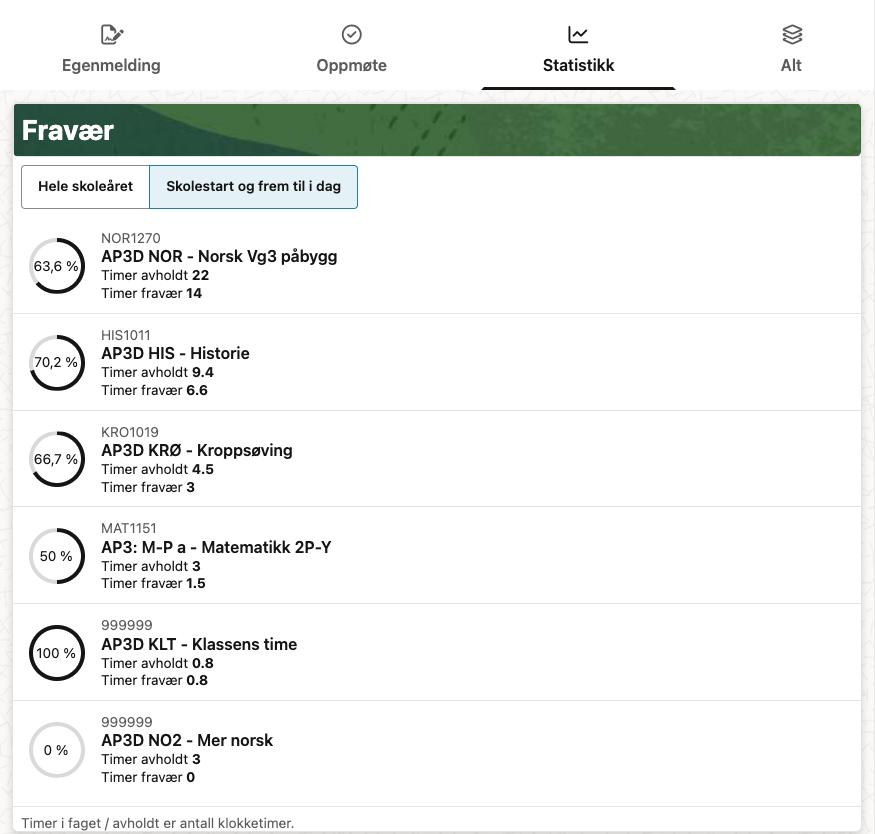 Egenmelding
Oppmøte
Statistikk
Alt
Fravær
Hele skoleåret
Skolestart og frem til i dag
63,6 %
NOR1270
AP3D NOR - Norsk Vg3 påbygg
Timer avholdt 22
Timer fravær 14
70,2 %
HIS1011
AP3D HIS - Historie
Timer avholdt 9.4
Timer fravær 6.6
66,7 %
KRO1019
AP3D KRØ - Kroppsøving
Timer avholdt 4.5
Timer fravær 3
50 %
MAT1151
AP3: M-P a - Matematikk 2P-Y
Timer avholdt 3
Timer fravær 1.5
100 %
999999
AP3D KLT - Klassens time
Timer avholdt 0.8
Timer fravær 0.8
0 %
999999
AP3D NO2 - Mer norsk
Timer avholdt 3
Timer fravær 0
Timer i faget / avholdt er antall klokketimer.